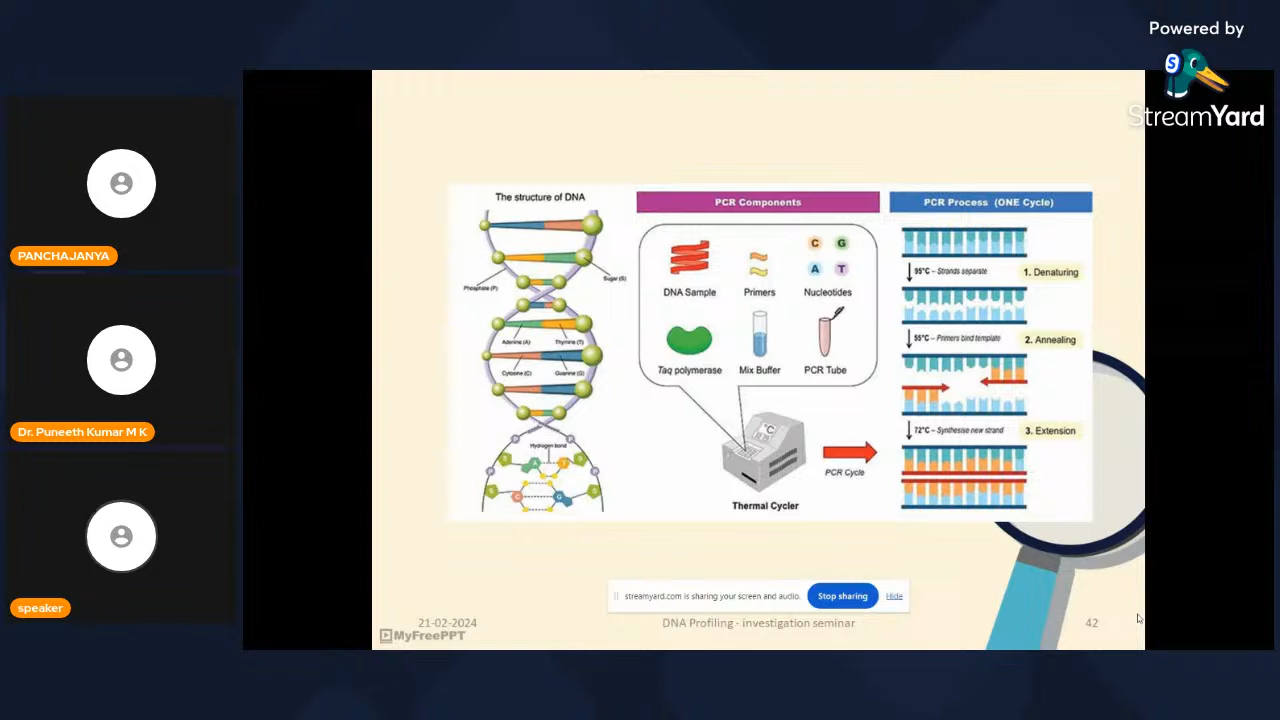 Powered by
StreamYard
PANCHAJANYA
Dr. Puneeth Kumar M K
speaker
The structure of DNA
Phosphate (P)
Sugar (S)
Adenine (A)
Thymine (T)
Cytosine (C)
Guanine (G)
P
P
Hydrogen bond
S
A
T
S
P
P
S
C
G
S
PCR Components
C
G
A
T
DNA Sample
Primers
Nucleotides
Taq polymerase
Mix Buffer
PCR Tube
°C
Thermal Cycler
PCR Cycle
PCR Process (ONE Cycle)
95°C – Strands separate
1. Denaturing
55°C – Primers bind template
2. Annealing
72°C – Synthesise new strand
3. Extension
streamyard.com is sharing your screen and audio.
Stop sharing
Hide
21-02-2024
DNA Profiling - investigation seminar
42
MyFreePPT